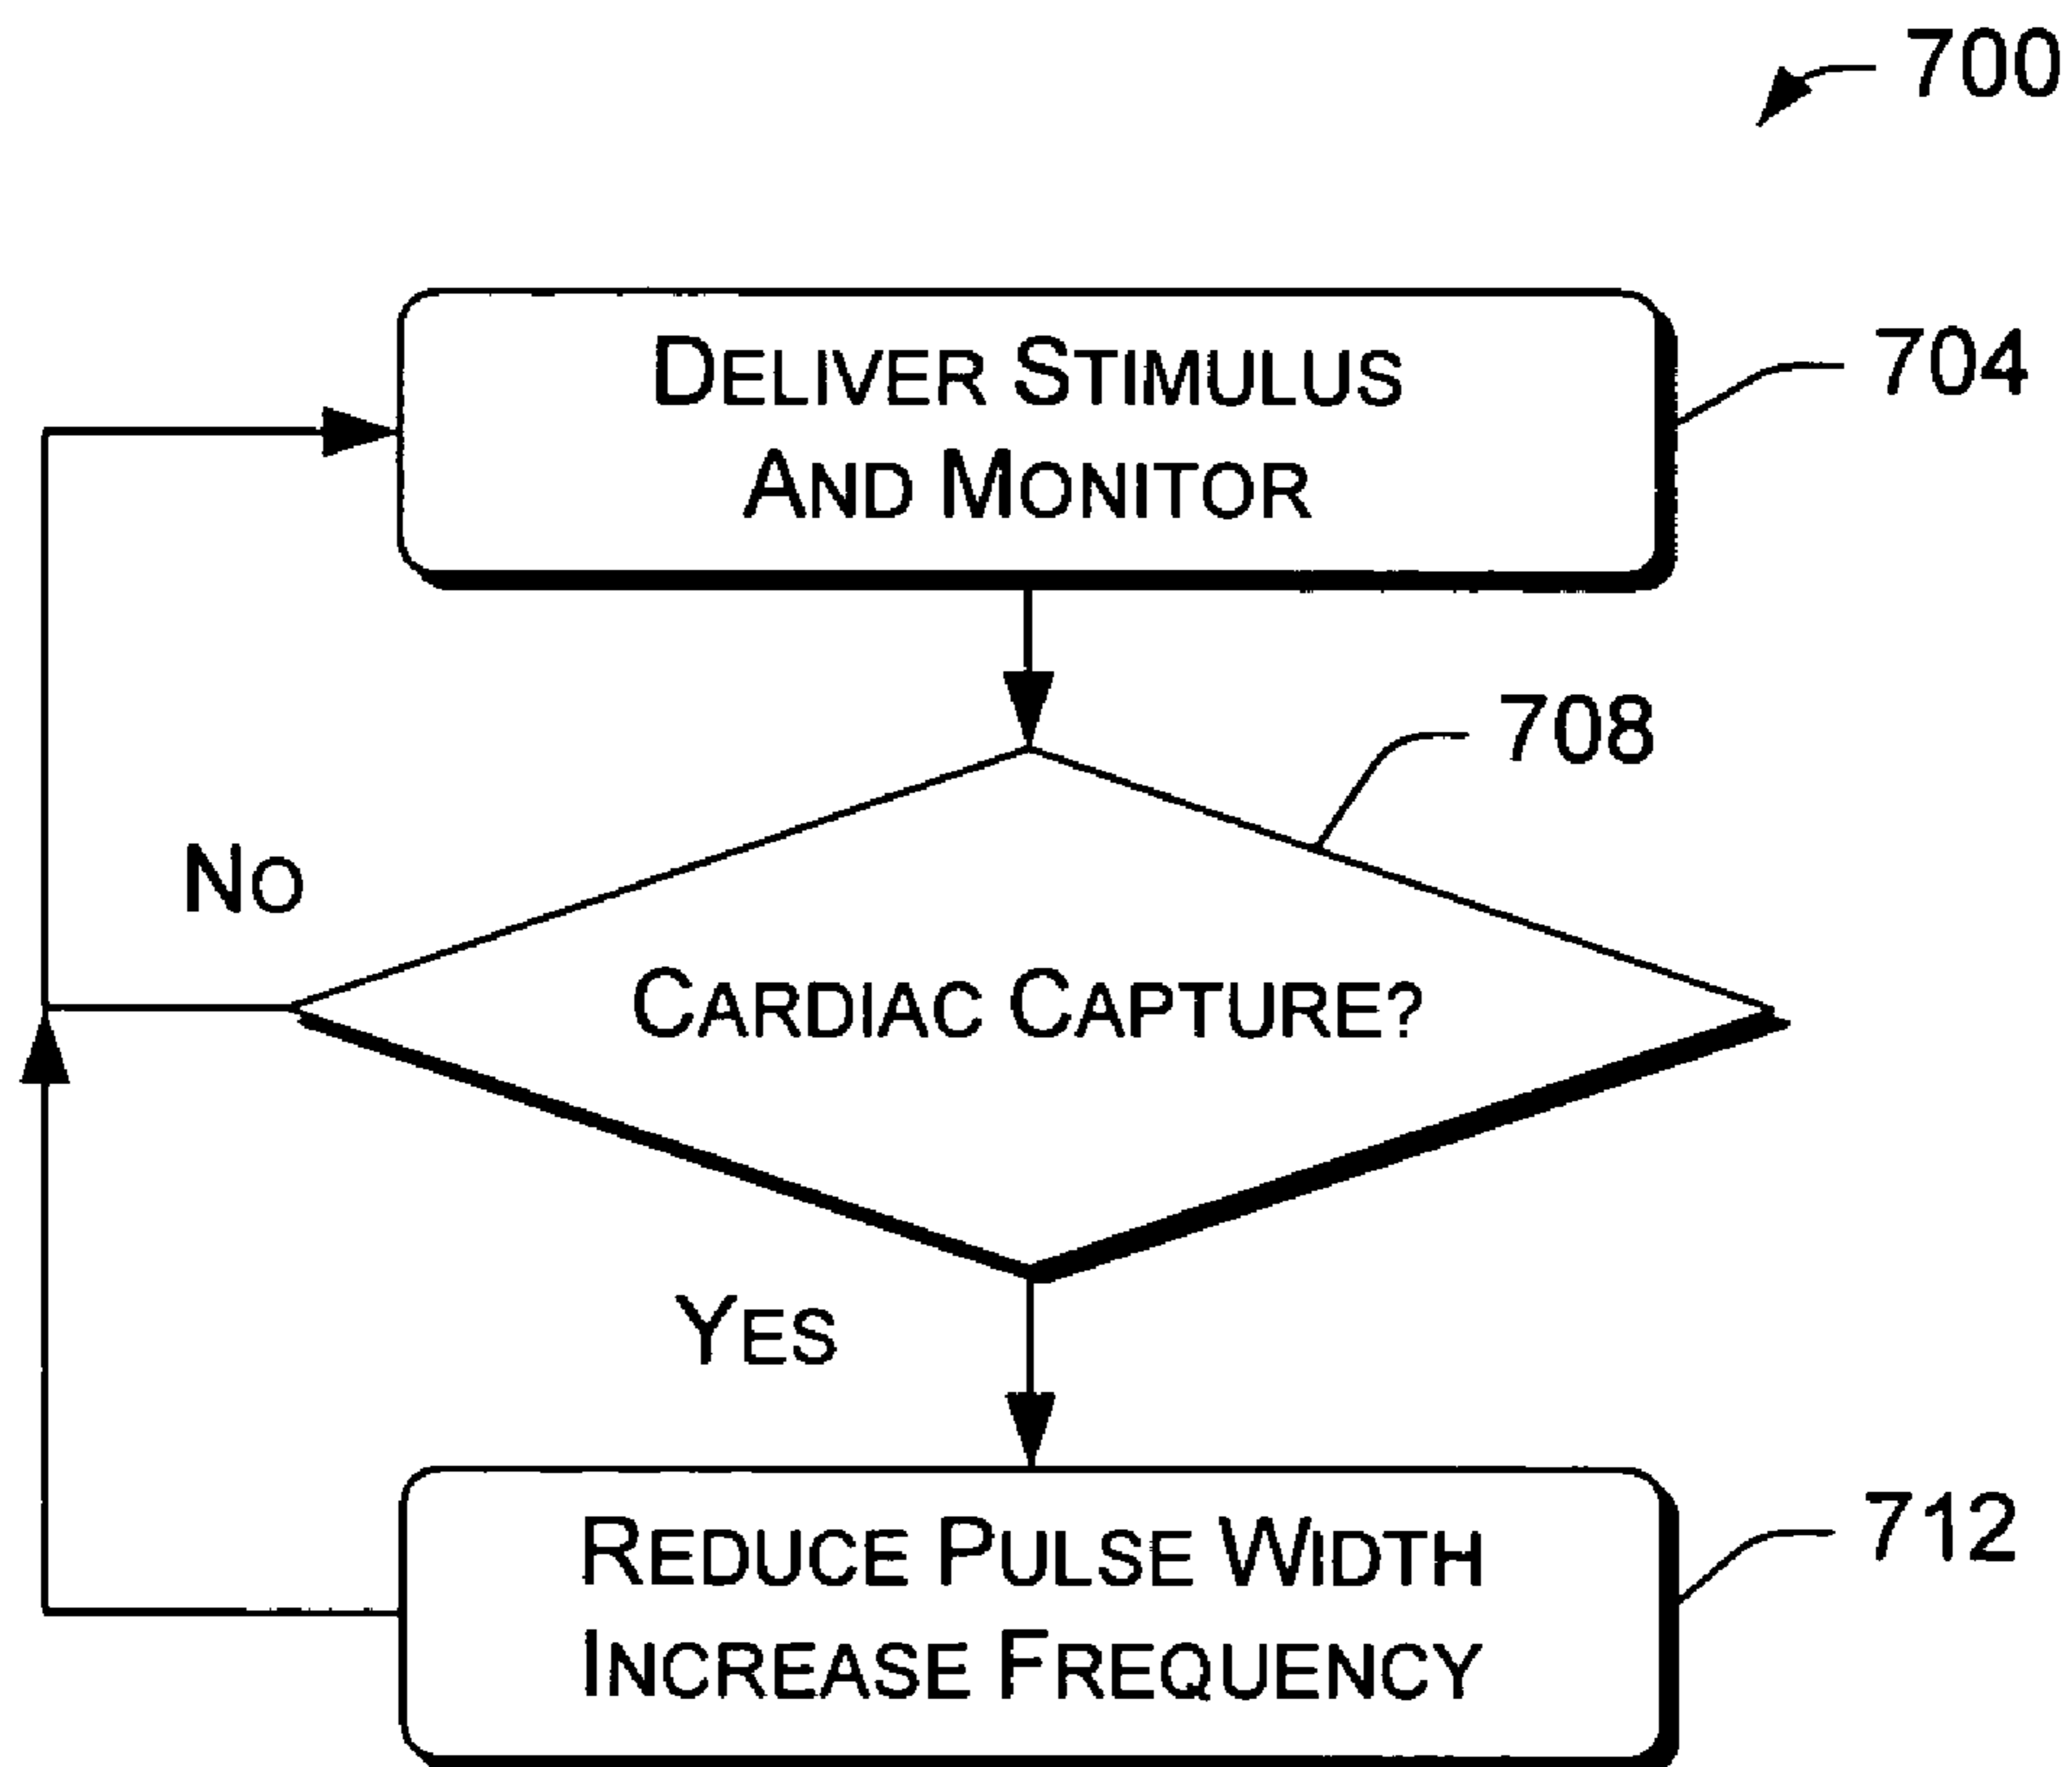 700
DELIVER STIMULUS
AND MONITOR
704
708
NO
CARDIAC CAPTURE?
YES
REDUCE PULSE WIDTH
INCREASE FREQUENCY
712